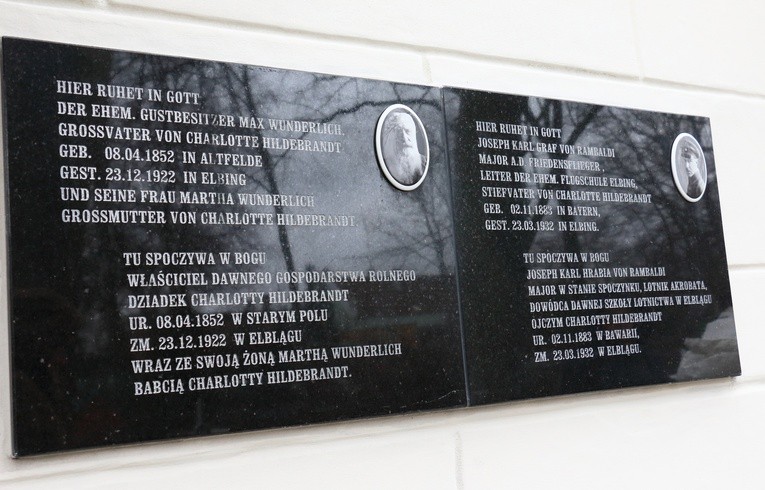 HIER RUHET IN GOTT
DER EHEM. GUSTBESITZER MAX WUNDERLICH,
GROSSVATER VON CHARLOTTE HILDEBRANDT
GEB. 08.04.1852 IN ALTFELDE
GEST. 23.12.1922 IN ELBING
UND SEINE FRAU MARTHA WUNDERLICH
GROSSMUTTER VON CHARLOTTE HILDEBRANDT.
TU SPOCZYWA W BOGU
WŁAŚCICIEL DAWNEGO GOSPODARSTWA ROLNEGO
DZIADEK CHARLOTTY HILDEBRANDT
UR. 08.04.1852 W STARYM POLU
ZM. 23.12.1922 W ELBLĄGU
WRAZ ZE SWOJĄ ŻONĄ MARTHĄ WUNDERLICH
BABCIĄ CHARLOTTY HILDEBRANDT.
HIER RUHET IN GOTT
JOSEPH KARL GRAF VON RAMBALDI
MAJOR A.D. FRIEDENSFLIEGER ,
LEITER DER EHEM. FLUGSCHULE ELBING,
STIEFVATER VON CHARLOTTE HILDEBRANDT
GEB. 02.11.1883 IN BAYERN,
GEST. 23.03.1932 IN ELBING.
TU SPOCZYWA W BOGU
JOSEPH KARL HRABIA VON RAMBALDI
MAJOR W STANIE SPOCZYNKU, LOTNIK AKROBATA,
DOWÓDCA DAWNEJ SZKOŁY LOTNICTWA W ELBLĄGU
OJCZYM CHARLOTTY HILDEBRANDT
UR. 02.11.1883 W BAWARII,
ZM. 23.03.1932 W ELBLĄGU.